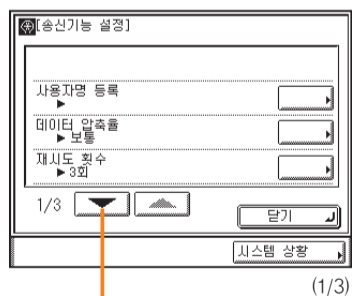 [송신기능 설정]
사용자명 등록
▶
데이터 압축율
▶ 보통
재시도 횟수
▶ 3회
1/3
닫기
시스템 상황
(1/3)